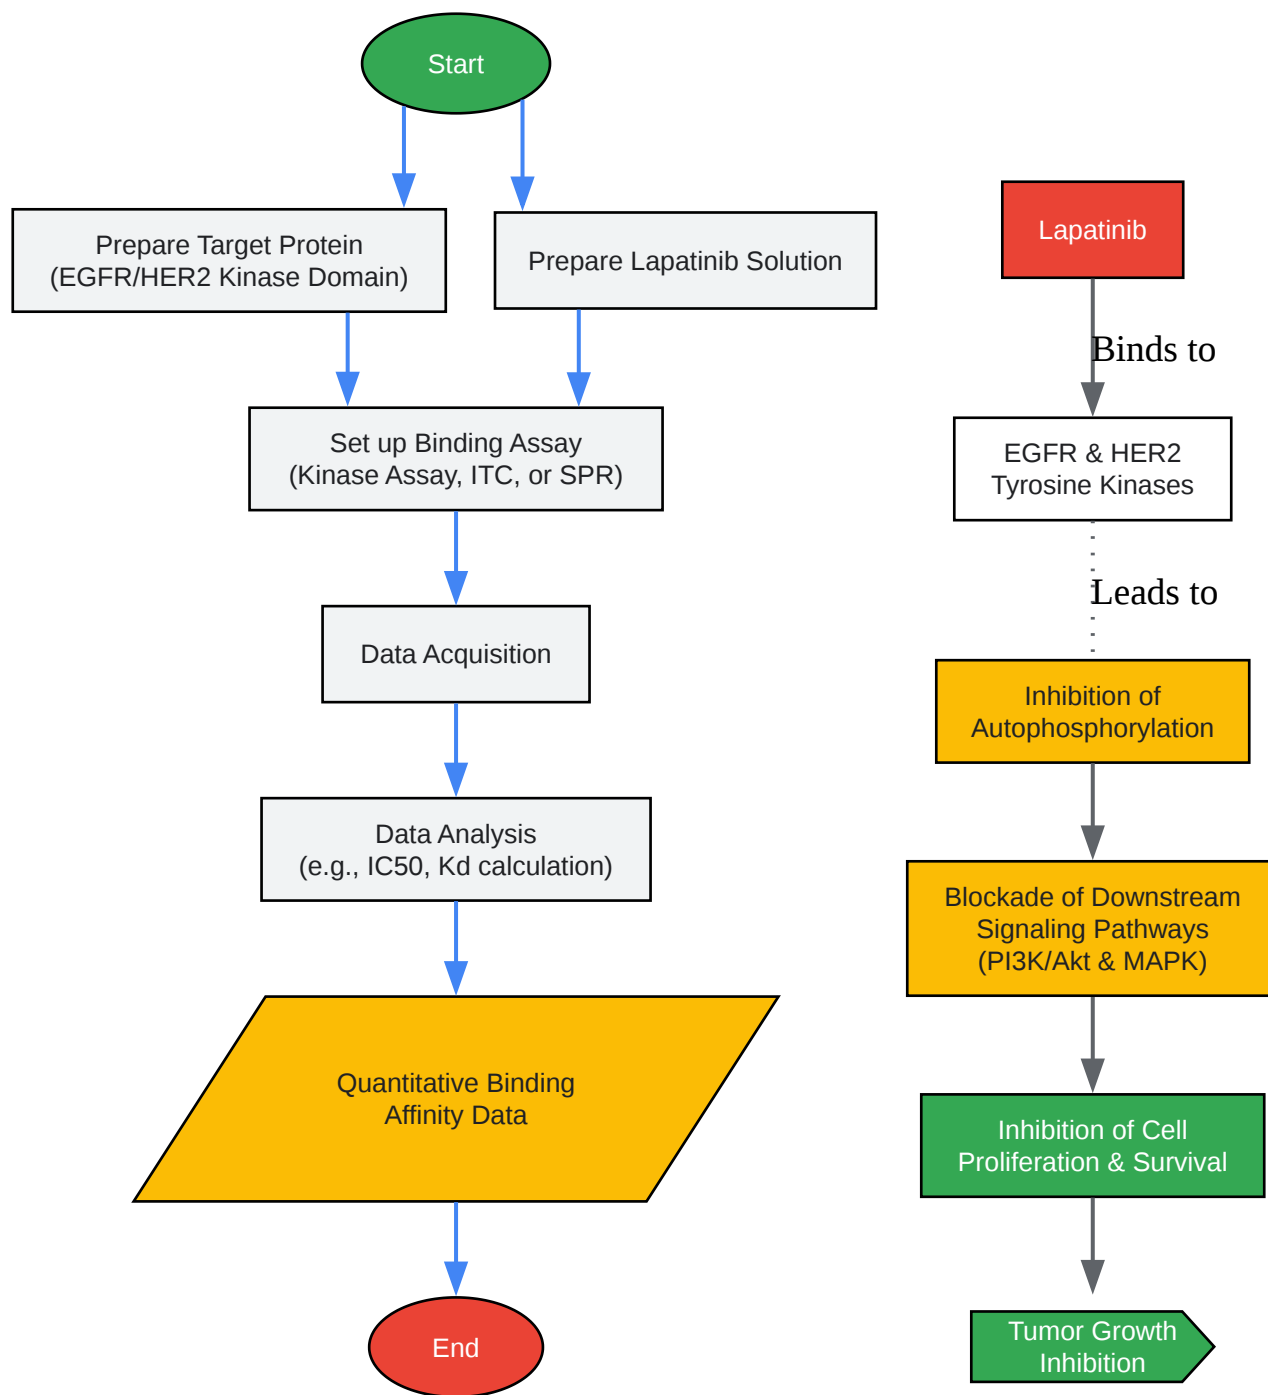 Start
Prepare Target Protein
(EGFR/HER2 Kinase Domain)
Prepare Lapatinib Solution
Set up Binding Assay
(Kinase Assay, ITC, or SPR)
Data Acquisition
Data Analysis
(e.g., IC50, Kd calculation)
Quantitative Binding
Affinity Data
End
Lapatinib
Binds to
EGFR & HER2
Tyrosine Kinases
Leads to
Inhibition of
Autophosphorylation
Blockade of Downstream
Signaling Pathways
(PI3K/Akt & MAPK)
Inhibition of Cell
Proliferation & Survival
Tumor Growth
Inhibition